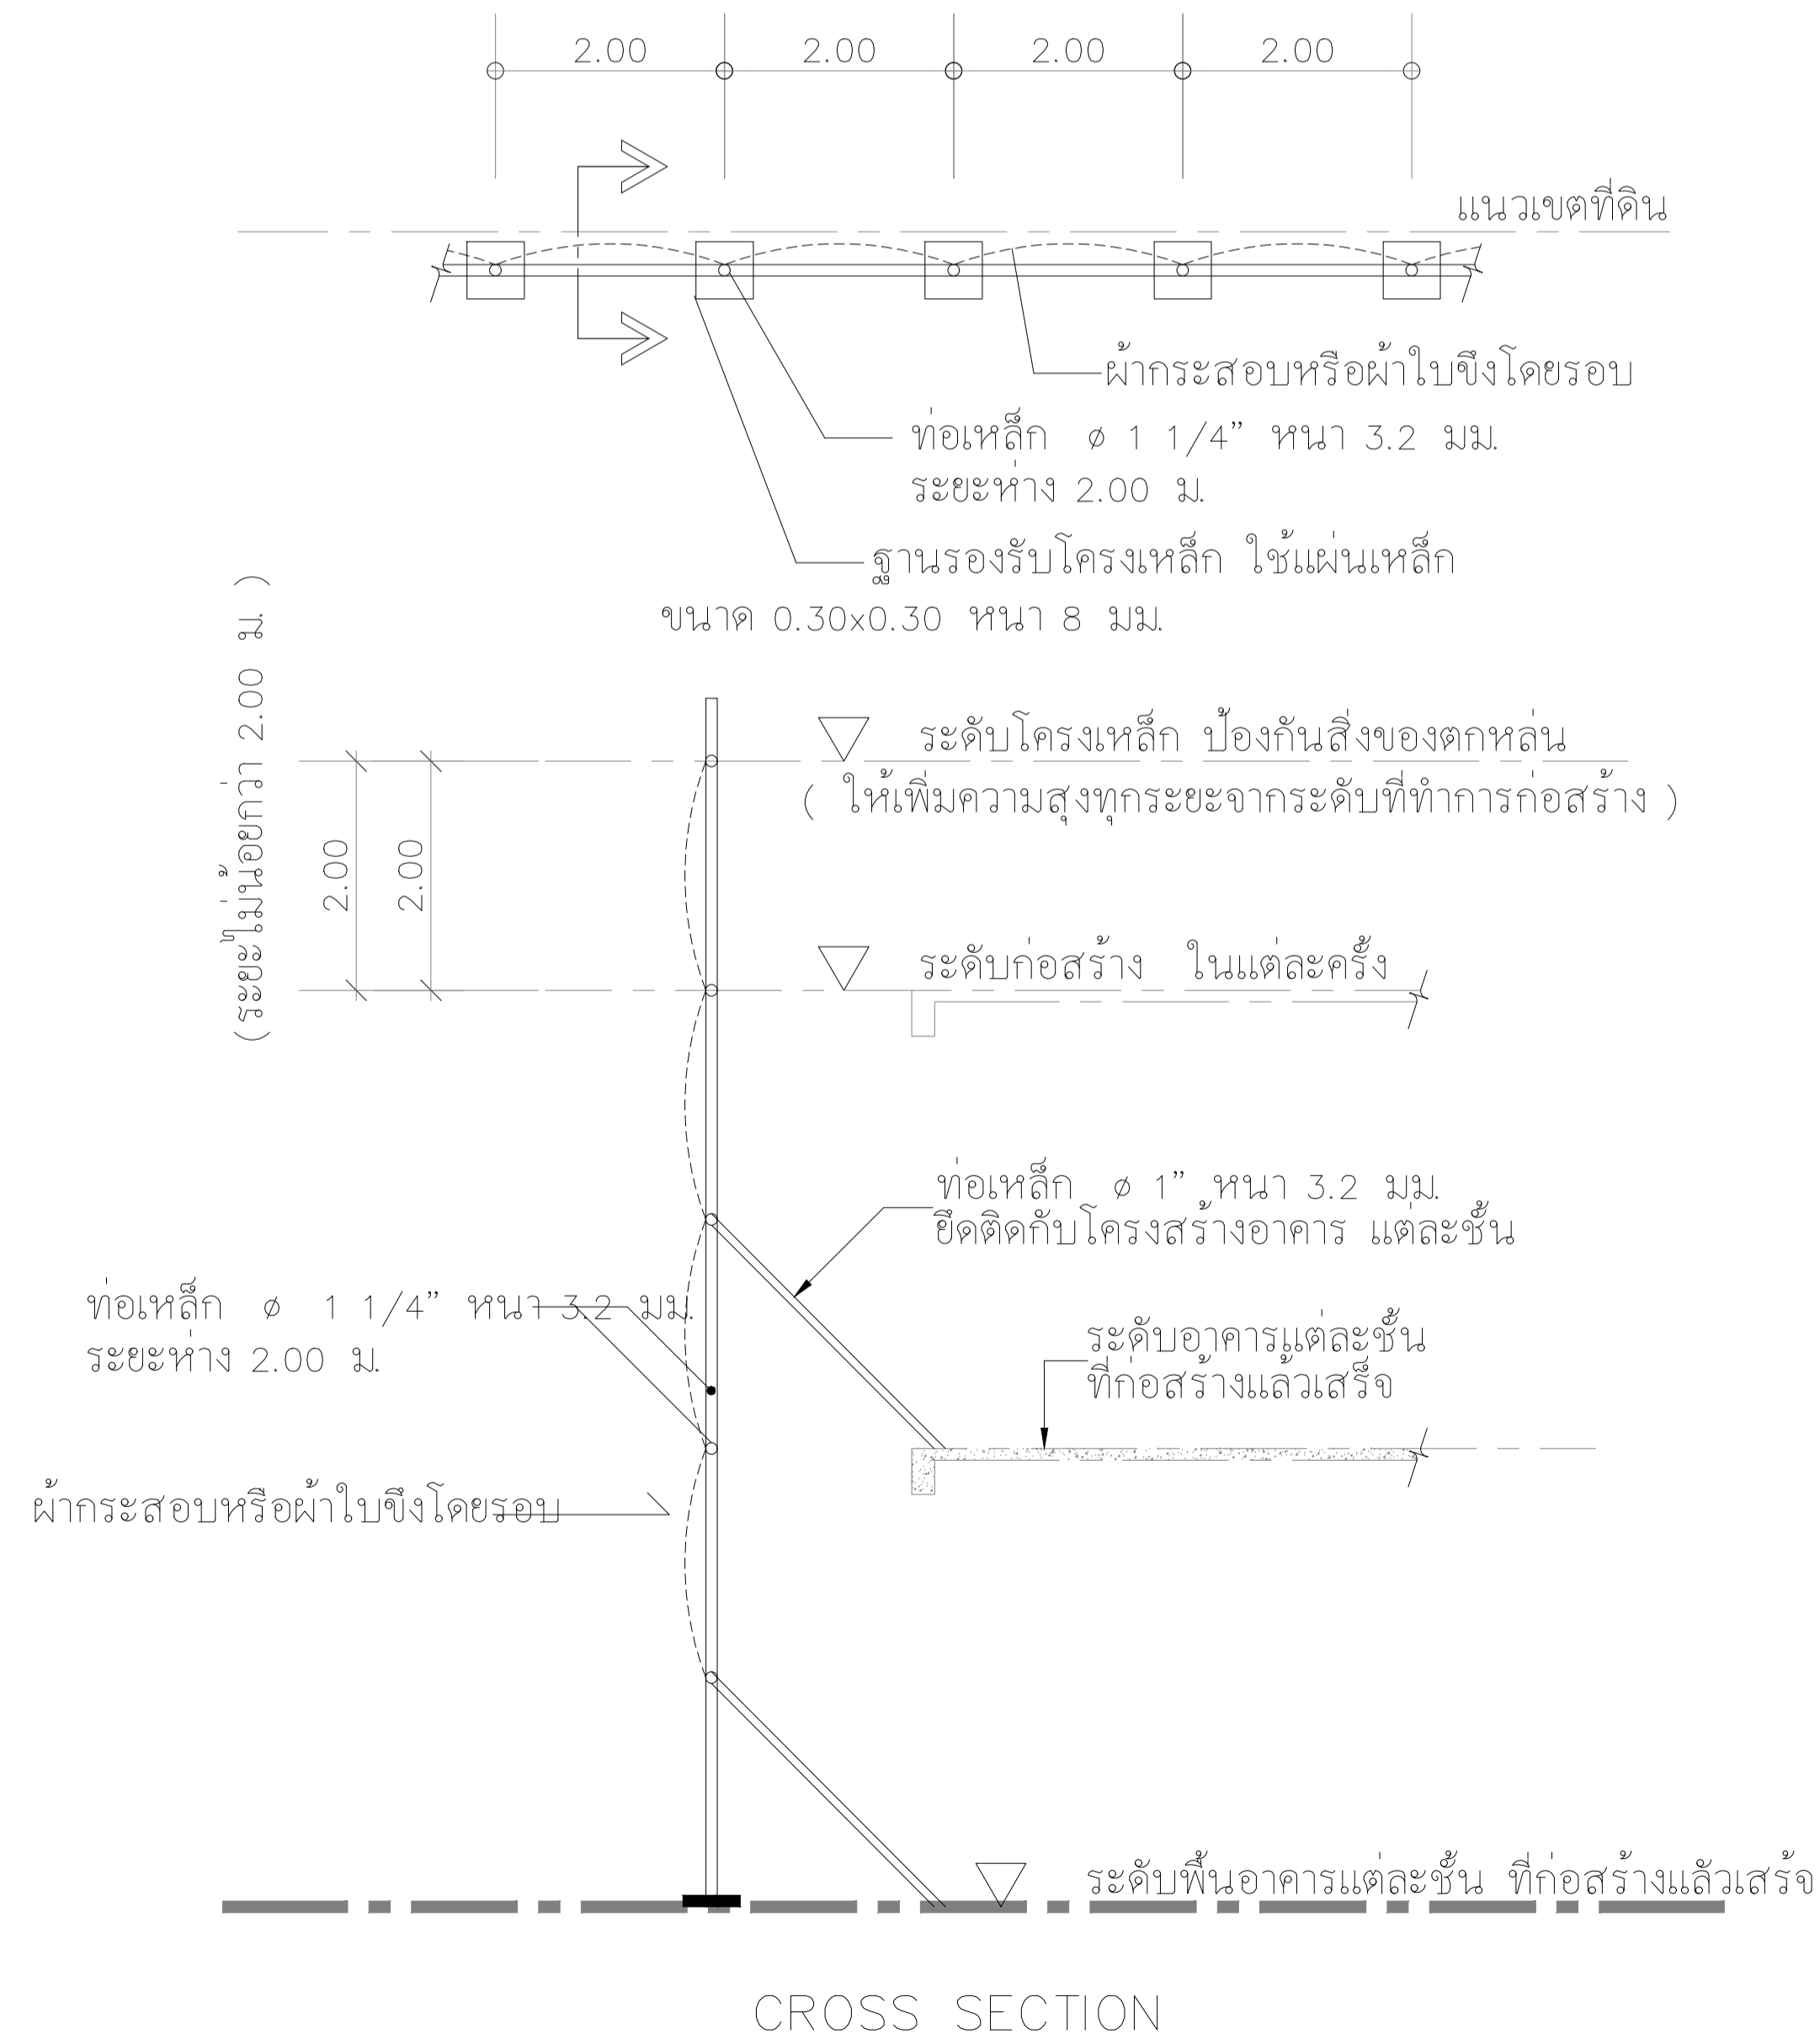 2.00 2.00 2.00 2.00
แนวเขตที่ดิน
ผ้ากระสอบหรือผ้าใบขึงโดยรอบ
ท่อเหล็ก ø 1 1/4" หนา 3.2 มม.
ระยะห่าง 2.00 ม.
ฐานรองรับโครงเหล็ก ใช้แผ่นเหล็ก
ขนาด 0.30x0.30 หนา 8 มม.
(ระยะไม่น้อยกว่า 2.00 ม. )
2.00
2.00
ระดับโครงเหล็ก ป้องกันสิ่งของตกหล่น
( ให้เพิ่มความสูงทุกระยะจากระดับที่ทำการก่อสร้าง )
ระดับก่อสร้าง ในแต่ละครั้ง
ท่อเหล็ก ø 1" หนา 3.2 มม.
ยึดติดกับโครงสร้างอาคาร แต่ละชั้น
ท่อเหล็ก ø 1 1/4" หนา 3.2 มม.
ระยะห่าง 2.00 ม.
ระดับอาคารแต่ละชั้น
ที่ก่อสร้างแล้วเสร็จ
ผ้ากระสอบหรือผ้าใบขึงโดยรอบ
ระดับพื้นอาคารแต่ละชั้น ที่ก่อสร้างแล้วเสร็จ
CROSS SECTION